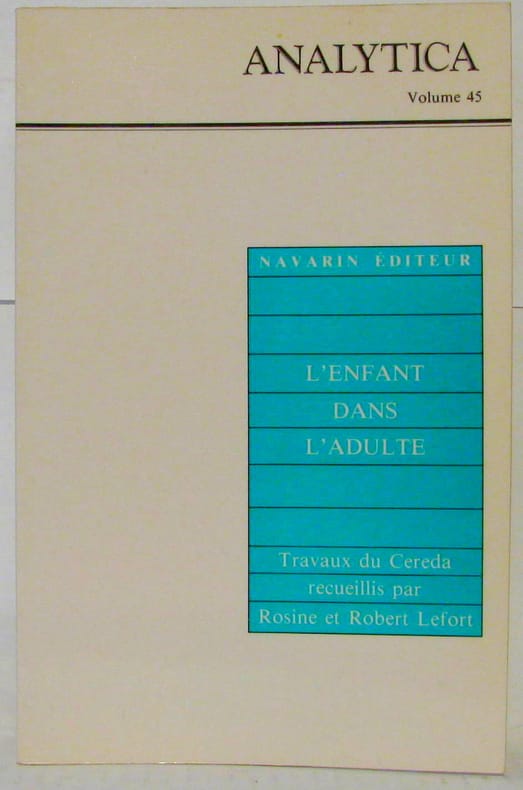 ANALYTICA
Volume 45
NAVARIN ÉDITEUR
L'ENFANT
DANS
L'ADULTE
Travaux du Cereda
recueillis par
Rosine et Robert Lefort